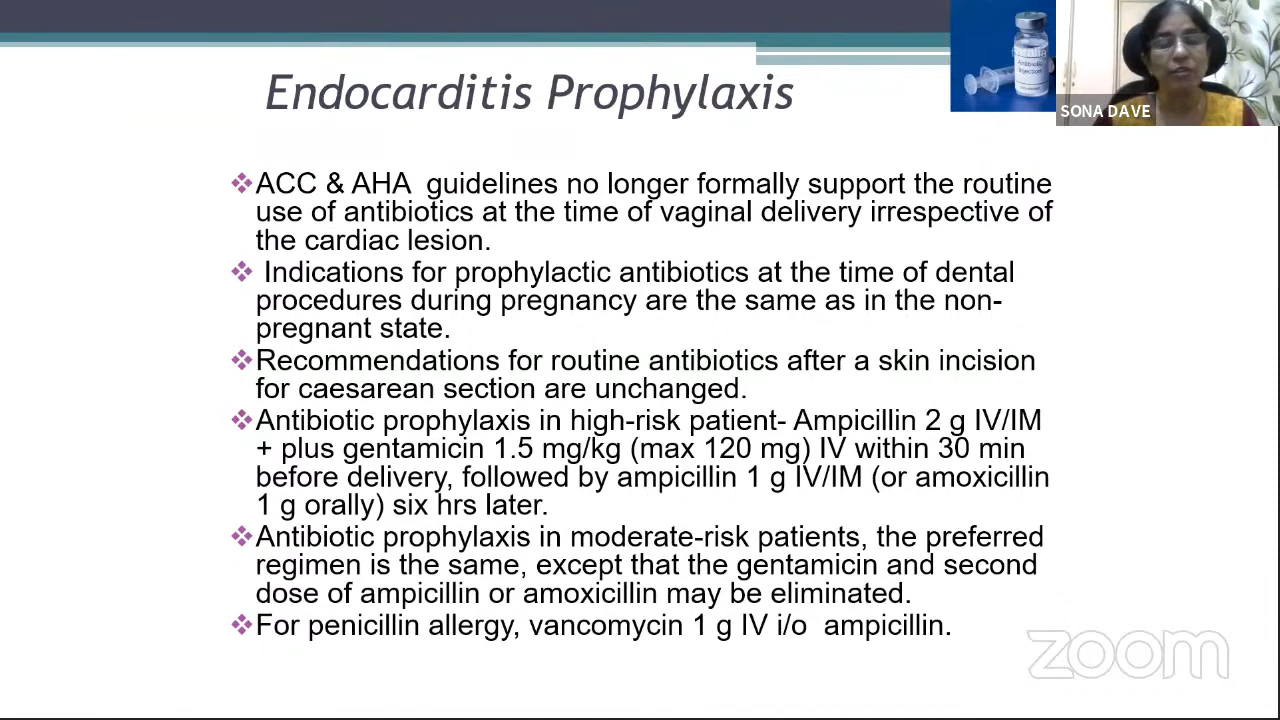 Endocarditis Prophylaxis
Antibiotic
Injection
SONA DAVE
ACC & AHA  guidelines no longer formally support the routine
use of antibiotics at the time of vaginal delivery irrespective of
the cardiac lesion.
Indications for prophylactic antibiotics at the time of dental
procedures during pregnancy are the same as in the non-
pregnant state.
Recommendations for routine antibiotics after a skin incision
for caesarean section are unchanged.
Antibiotic prophylaxis in high-risk patient- Ampicillin 2 g IV/IM
+ plus gentamicin 1.5 mg/kg (max 120 mg) IV within 30 min
before delivery, followed by ampicillin 1 g IV/IM (or amoxicillin
1 g orally) six hrs later.
Antibiotic prophylaxis in moderate-risk patients, the preferred
regimen is the same, except that the gentamicin and second
dose of ampicillin or amoxicillin may be eliminated.
For penicillin allergy, vancomycin 1 g IV i/o  ampicillin.
zoom